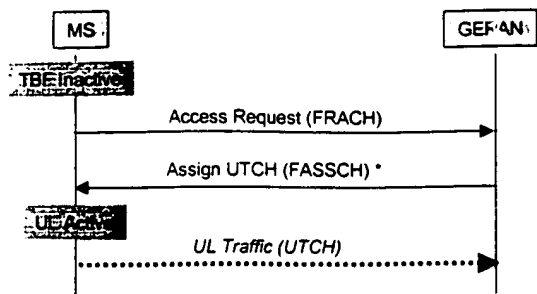 MS
GERAN
TBF Inactive
Access Request (FRACH)
Assign UTCH (FASSCH) *
UL Active
UL Traffic (UTCH)